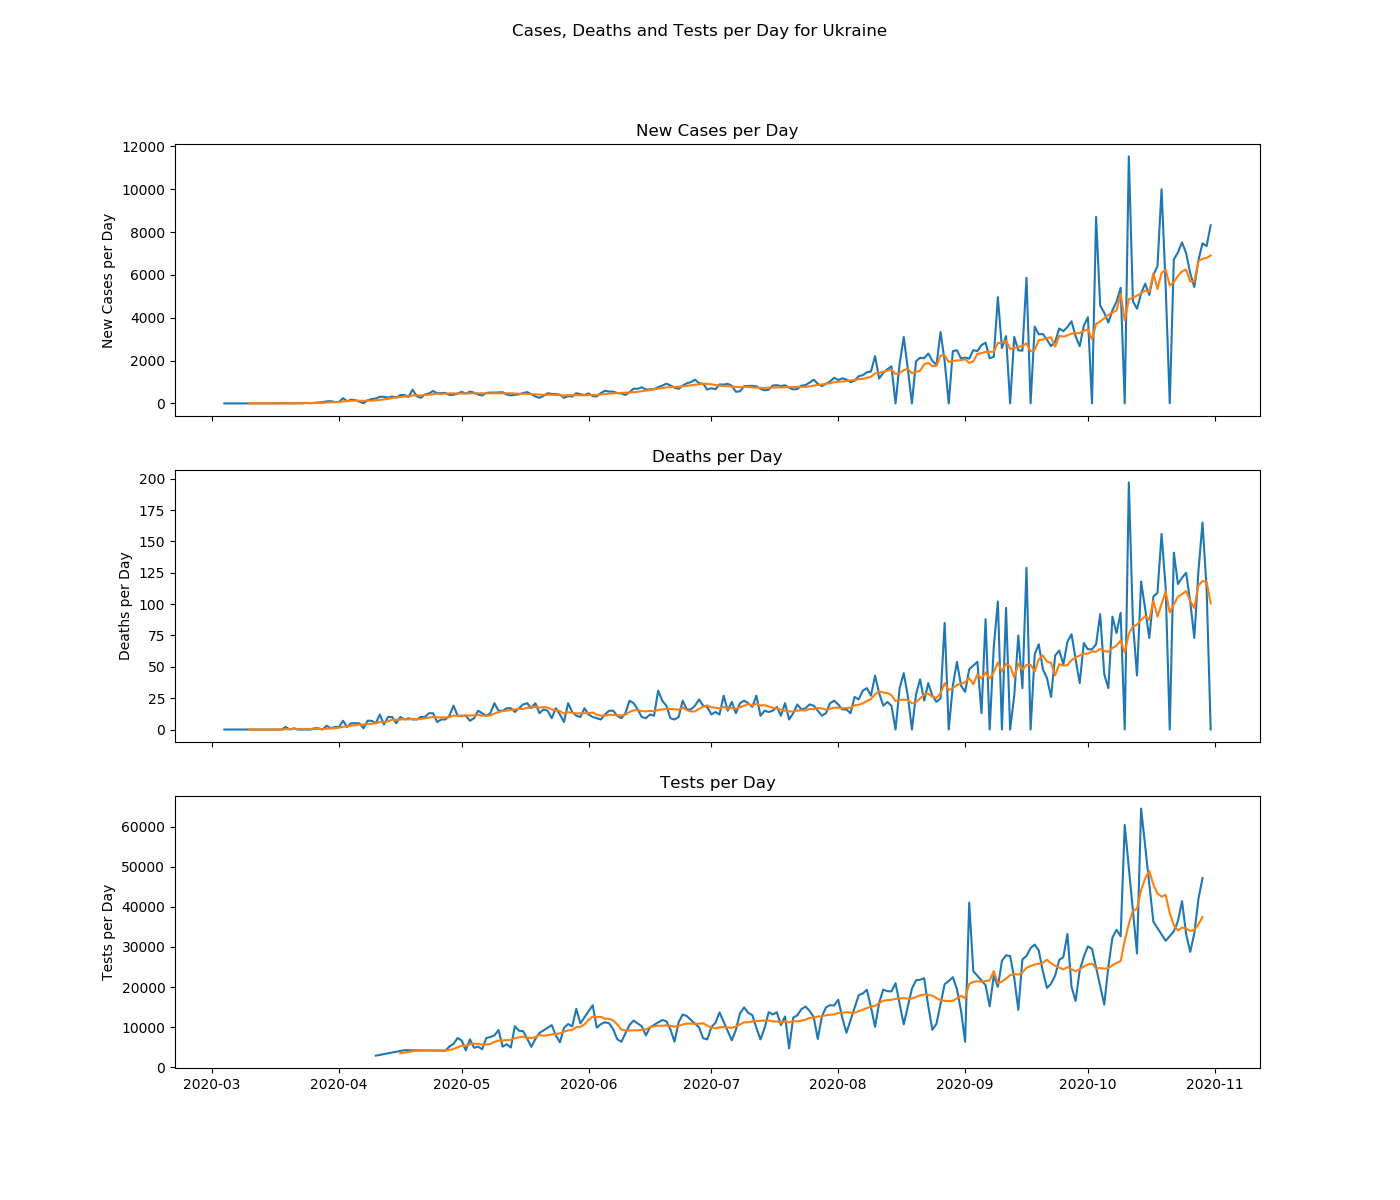 Cases, Deaths and Tests per Day for Ukraine
New Cases per Day
New Cases per Day
12000
10000
8000
6000
4000
2000
0
Deaths per Day
Deaths per Day
200
175
150
125
100
75
50
25
0
Tests per Day
Tests per Day
60000
50000
40000
30000
20000
10000
0
2020-03 2020-04 2020-05 2020-06 2020-07 2020-08 2020-09 2020-10 2020-11